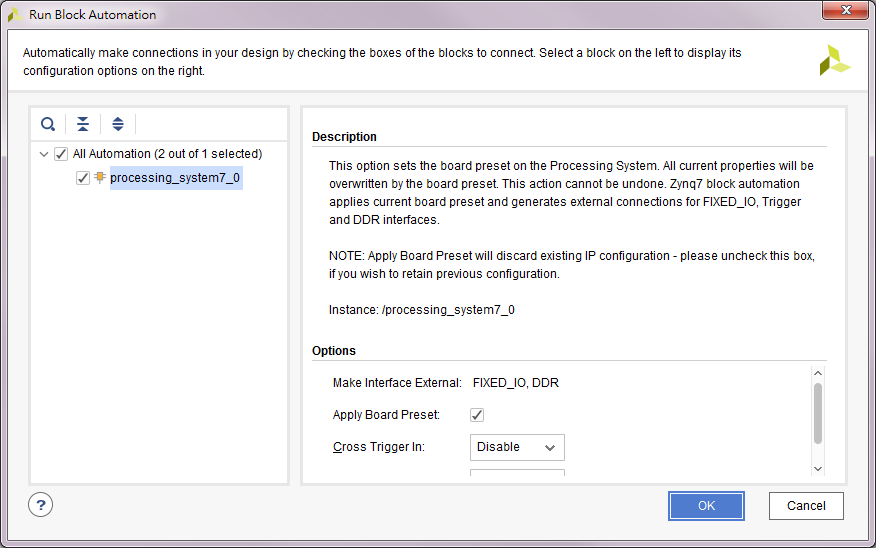 Run Block Automation
Automatically make connections in your design by checking the boxes of the blocks to connect. Select a block on the left to display its
configuration options on the right.
All Automation (2 out of 1 selected)
processing_system7_0
Description
This option sets the board preset on the Processing System. All current properties will be
overwritten by the board preset. This action cannot be undone. Zynq7 block automation
applies current board preset and generates external connections for FIXED_IO, Trigger
and DDR interfaces.
NOTE: Apply Board Preset will discard existing IP configuration - please uncheck this box,
if you wish to retain previous configuration.
Instance: /processing_system7_0
Options
Make Interface External: FIXED_IO, DDR
Apply Board Preset:
Cross Trigger In: Disable
?
OK
Cancel